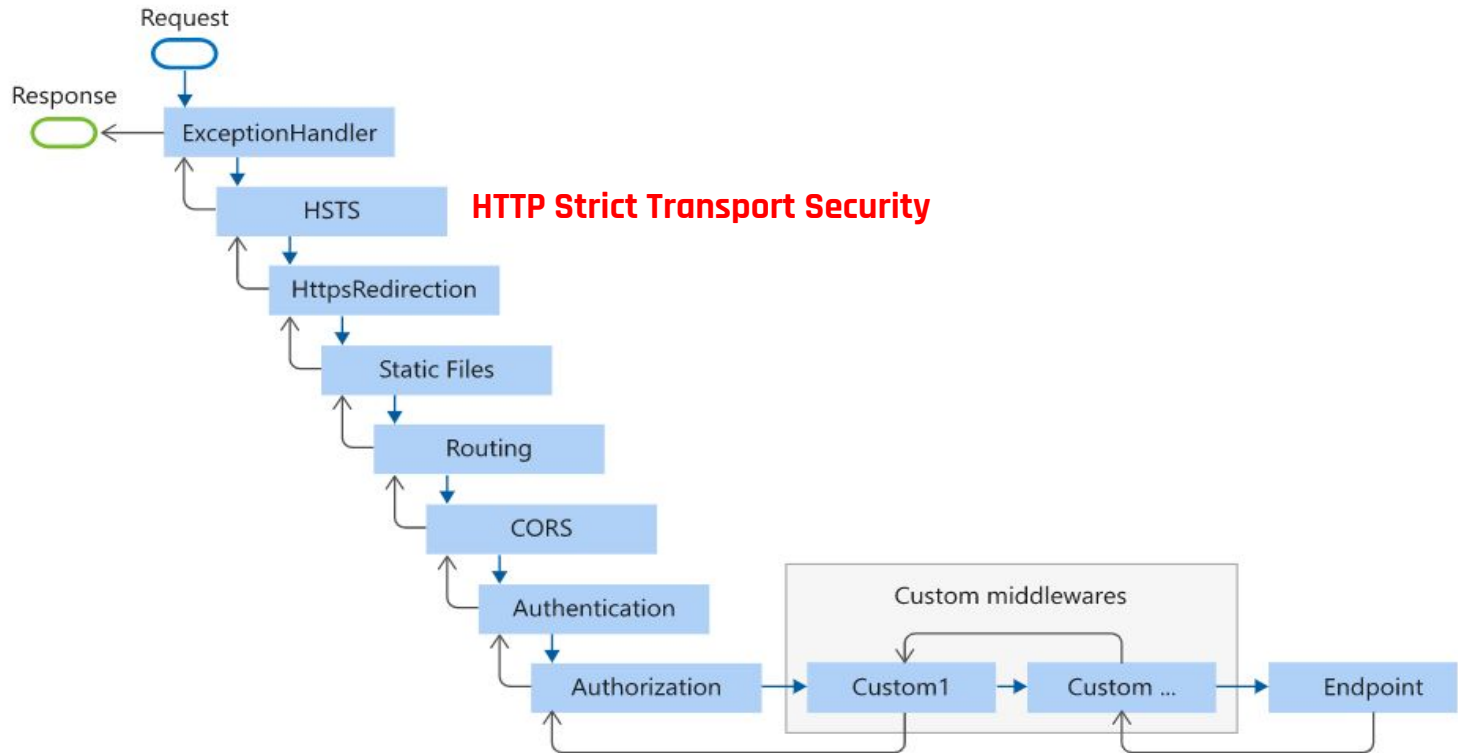 Request
Response
ExceptionHandler
HSTS
HTTP Strict Transport Security
HttpsRedirection
Static Files
Routing
CORS
Authentication
Custom middlewares
Authorization
Custom1
Custom ...
Endpoint